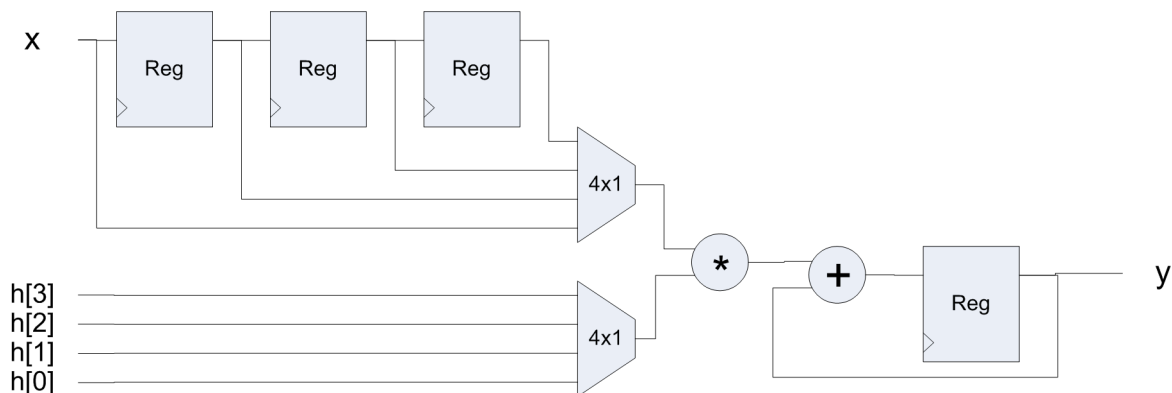 x
Reg
Reg
Reg
4x1
*
+
Reg
y
h[3]
h[2]
h[1]
h[0]
4x1